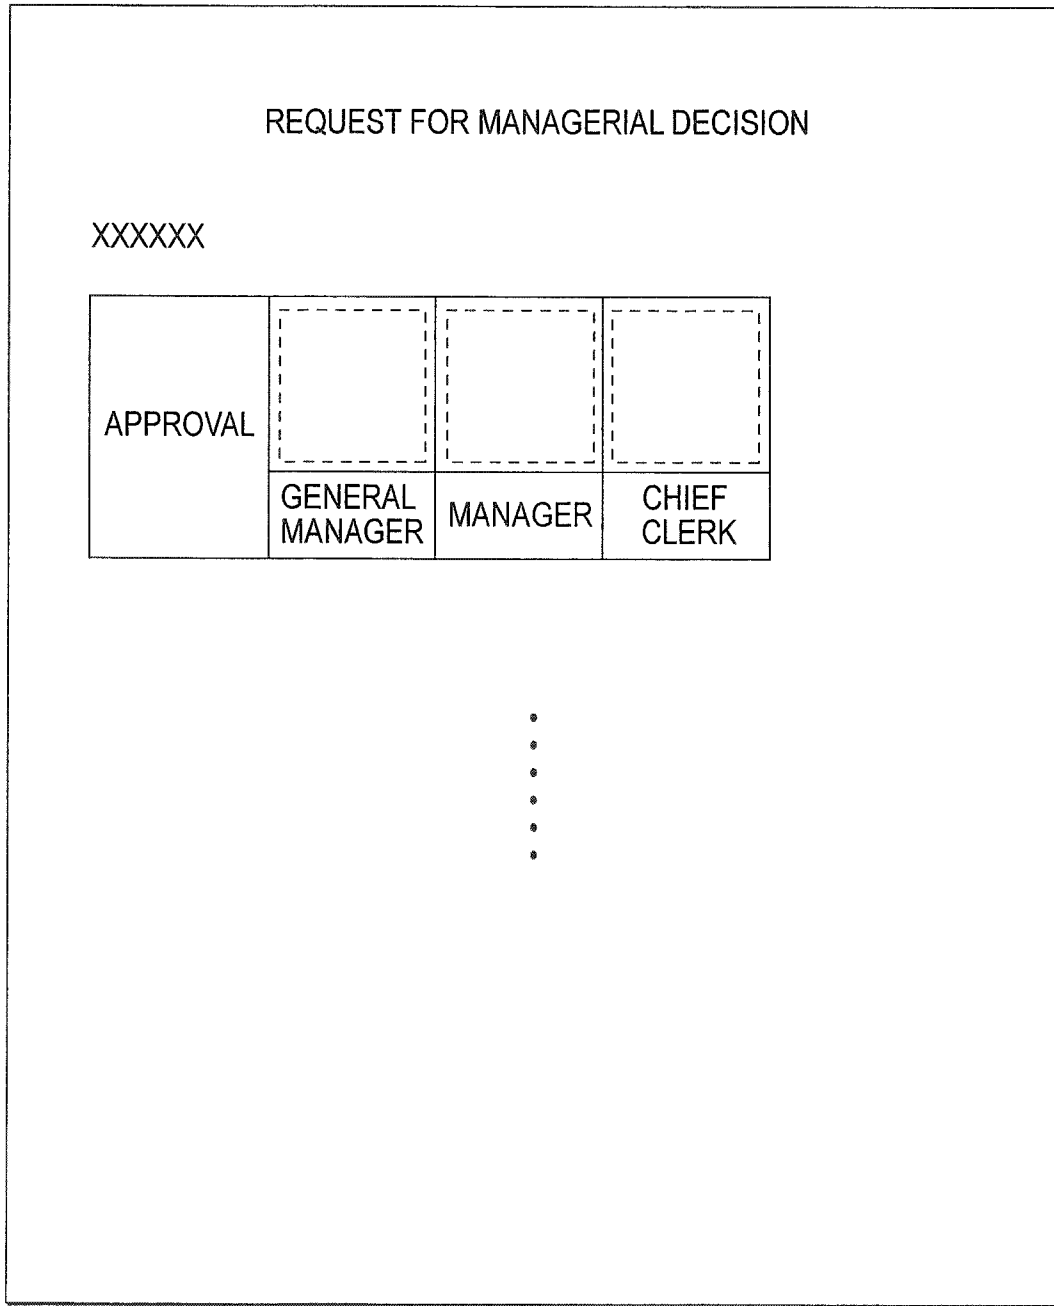 REQUEST FOR MANAGERIAL DECISION
XXXXXX
APPROVAL
GENERAL
MANAGER
MANAGER
CHIEF
CLERK